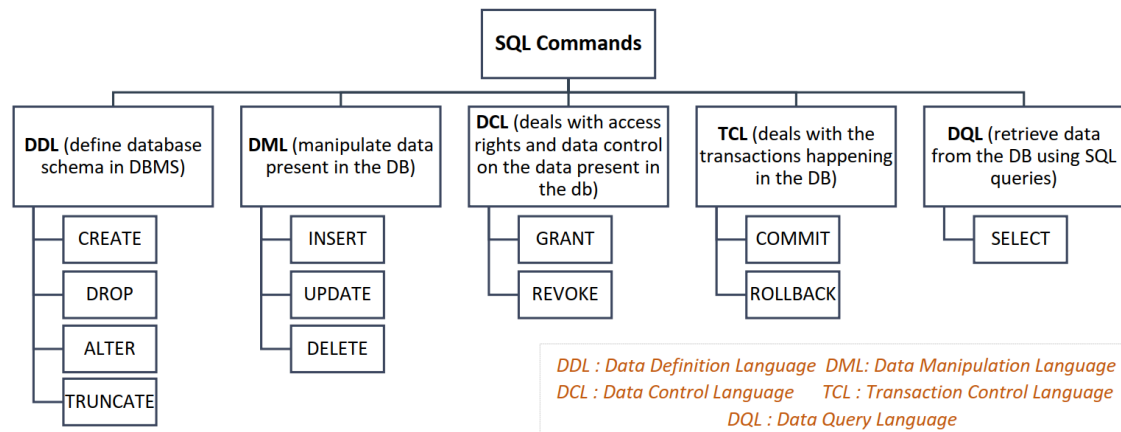 SQL Commands
DDL (define database
schema in DBMS)
CREATE
DROP
ALTER
TRUNCATE
DML (manipulate data
present in the DB)
INSERT
UPDATE
DELETE
DCL (deals with access
rights and data control
on the data present in
the db)
GRANT
REVOKE
TCL (deals with the
transactions happening
in the DB)
COMMIT
ROLLBACK
DQL (retrieve data
from the DB using SQL
queries)
SELECT
DDL : Data Definition Language DML: Data Manipulation Language
DCL : Data Control Language TCL : Transaction Control Language
DQL : Data Query Language